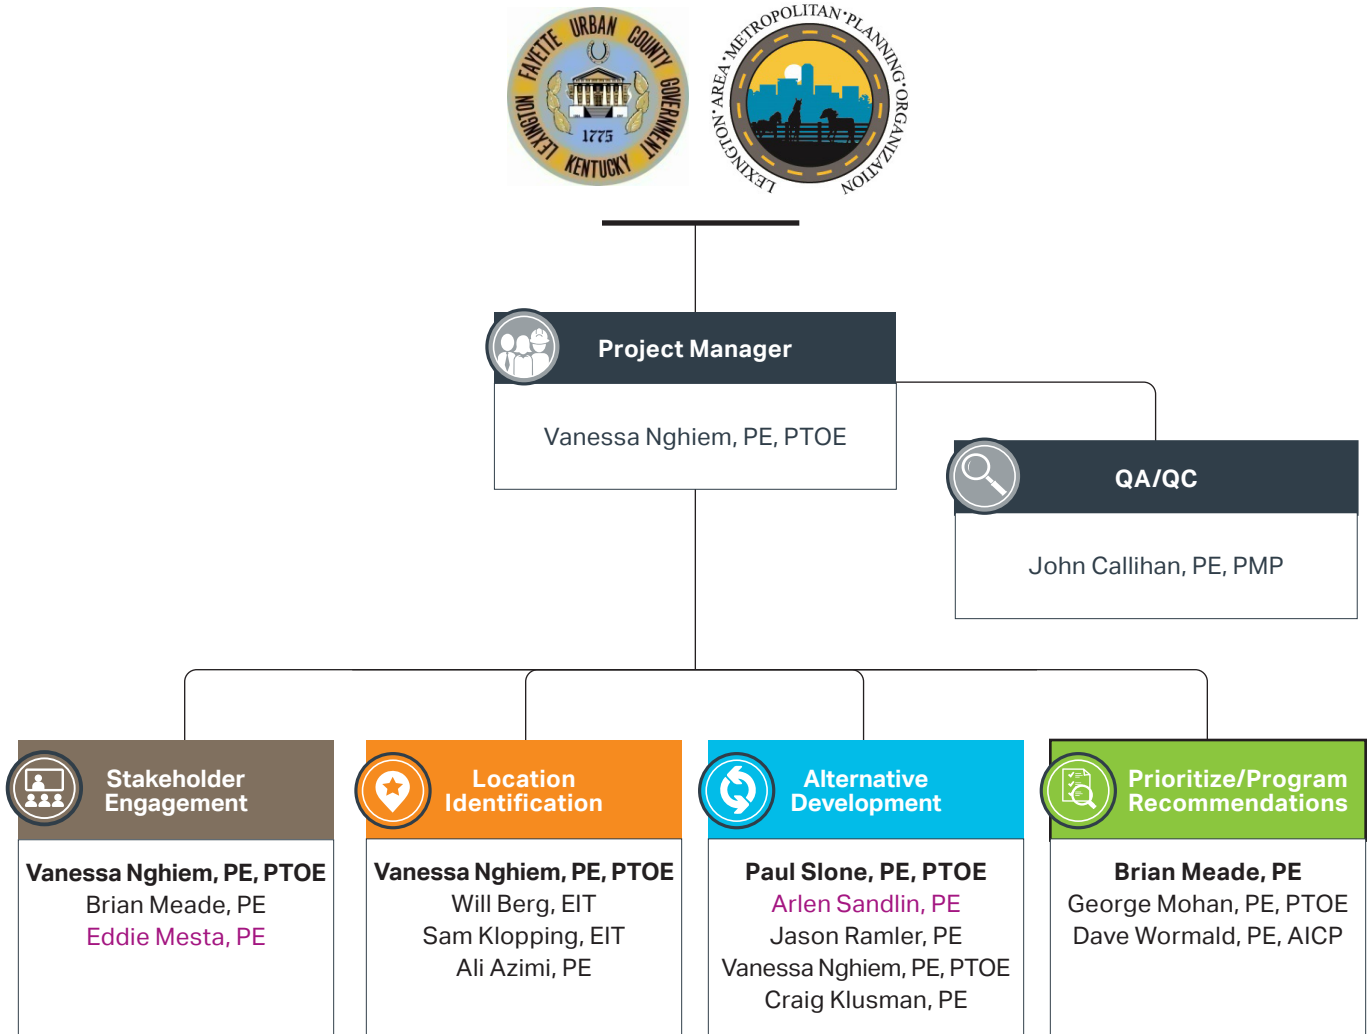 LEXINGTON FAYETTE URBAN COUNTY GOVERNMENT
1775
KENTUCKY
LEXINGTON·AREA·METROPOLITAN·PLANNING·ORGANIZATION
Project Manager
Vanessa Nghiem, PE, PTOE
QA/QC
John Callihan, PE, PMP
Stakeholder
Engagement
Vanessa Nghiem, PE, PTOE
Brian Meade, PE
Eddie Mesta, PE
Location
Identification
Vanessa Nghiem, PE, PTOE
Will Berg, EIT
Sam Klopping, EIT
Ali Azimi, PE
Alternative
Development
Paul Slone, PE, PTOE
Arlen Sandlin, PE
Jason Ramler, PE
Vanessa Nghiem, PE, PTOE
Craig Klusman, PE
Prioritize/Program
Recommendations
Brian Meade, PE
George Mohan, PE, PTOE
Dave Wormald, PE, AICP